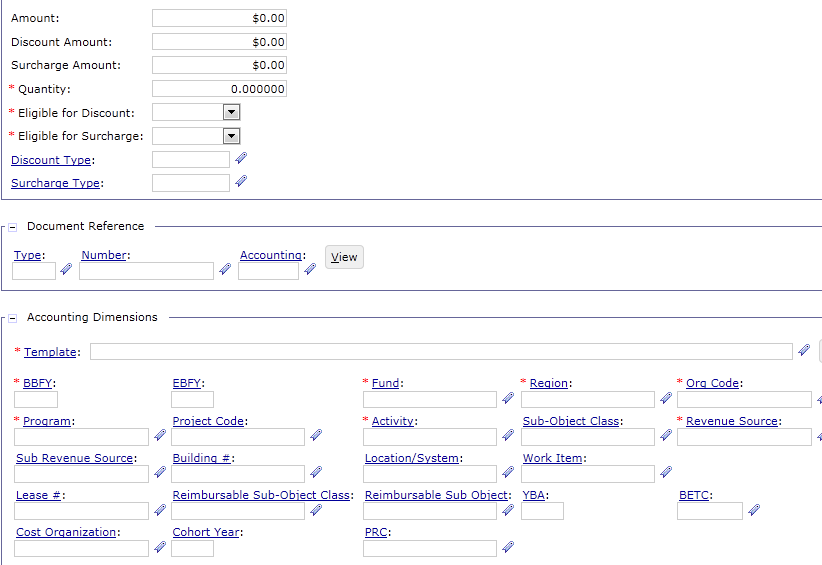 Amount: $0.00
Discount Amount: $0.00
Surcharge Amount: $0.00
* Quantity: 0.000000
* Eligible for Discount:
* Eligible for Surcharge:
Discount Type:
Surcharge Type:
Document Reference
Type: Number: Accounting: View
Accounting Dimensions
* Template:
* BBFY: EBFY: * Fund: * Region: * Org Code:
* Program: Project Code: * Activity: Sub-Object Class: * Revenue Source:
Sub Revenue Source: Building #: Location/System: Work Item:
Lease #: Reimbursable Sub-Object Class: Reimbursable Sub Object: YBA: BETC:
Cost Organization: Cohort Year: PRC: